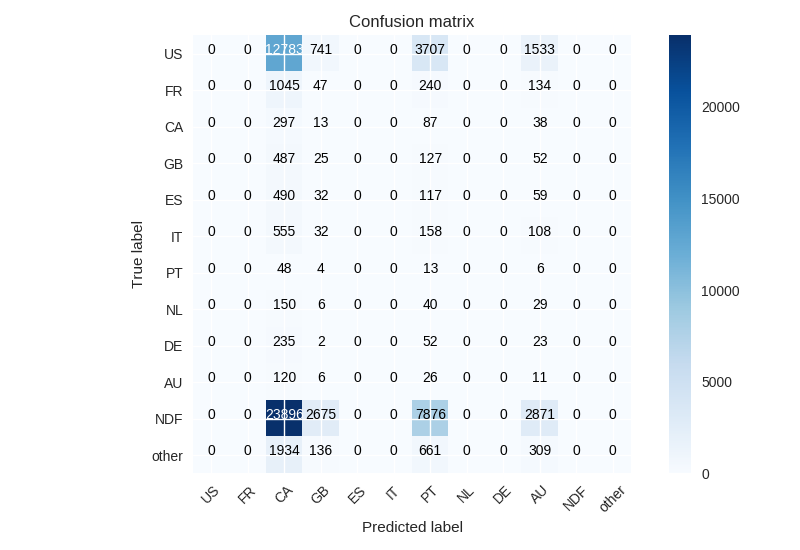 Confusion matrix
US 0 0 12783 741 0 0 3707 0 0 1533 0 0
FR 0 0 1045 47 0 0 240 0 0 134 0 0
CA 0 0 297 13 0 0 87 0 0 38 0 0
GB 0 0 487 25 0 0 127 0 0 52 0 0
ES 0 0 490 32 0 0 117 0 0 59 0 0
IT 0 0 555 32 0 0 158 0 0 108 0 0
PT 0 0 48 4 0 0 13 0 0 6 0 0
NL 0 0 150 6 0 0 40 0 0 29 0 0
DE 0 0 235 2 0 0 52 0 0 23 0 0
AU 0 0 120 6 0 0 26 0 0 11 0 0
NDF 0 0 23896 2675 0 0 7876 0 0 2871 0 0
other 0 0 1934 136 0 0 661 0 0 309 0 0
US FR CA GB ES IT PT NL DE AU NDF other
Predicted label
True label
20000
15000
10000
5000
0